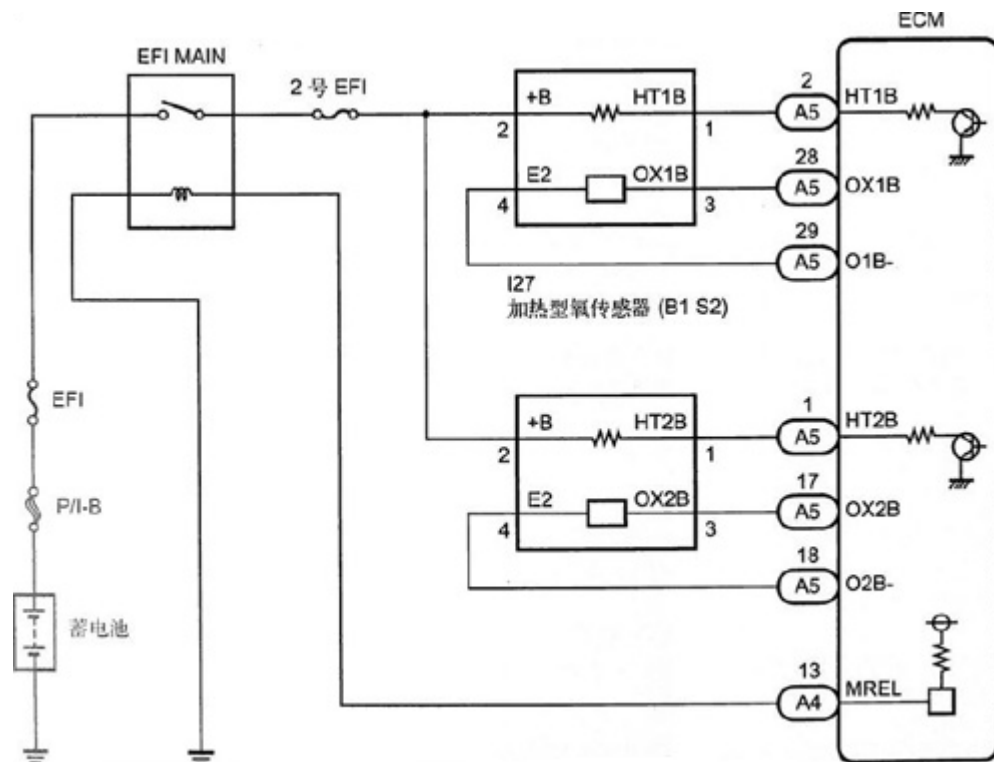 ECM
EFI MAIN
2 号 EFI
+B
HT1B
2
1
2
A5
HT1B
E2
OX1B
4
3
28
A5
OX1B
29
A5
O1B-
I27
加热型氧传感器 (B1 S2)
EFI
P/I-B
蓄电池
+B
HT2B
2
1
1
A5
HT2B
E2
OX2B
4
3
17
A5
OX2B
18
A5
O2B-
13
A4
MREL